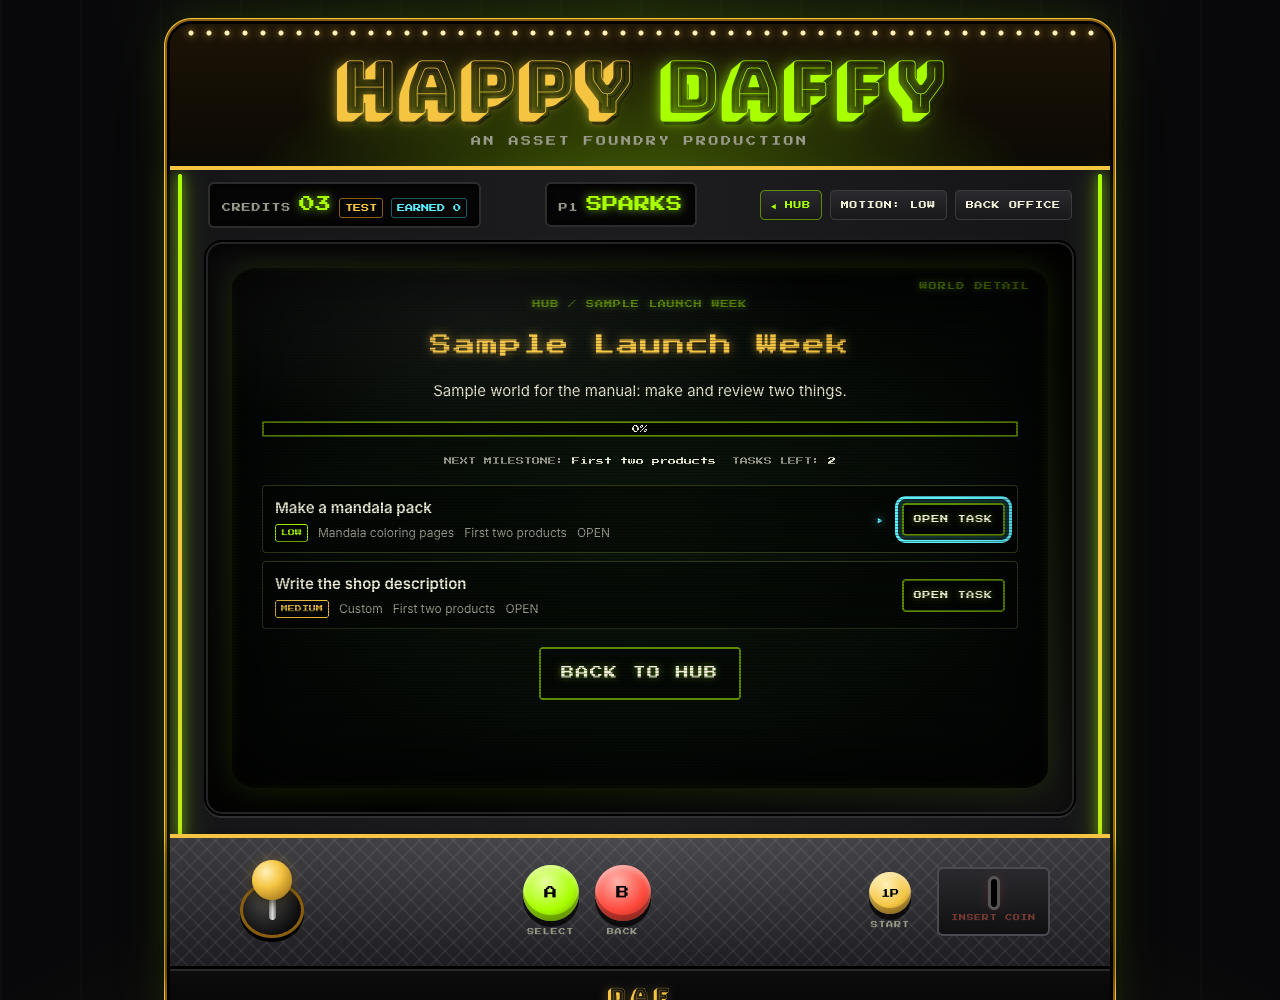 HAPPY DAFFY
AN ASSET FOUNDRY PRODUCTION
CREDITS 03 TEST EARNED 0
P1 SPARKS
◂ HUB
MOTION: LOW
BACK OFFICE
WORLD DETAIL
HUB / SAMPLE LAUNCH WEEK
Sample Launch Week
Sample world for the manual: make and review two things.
0%
NEXT MILESTONE: First two products TASKS LEFT: 2
Make a mandala pack
LOW Mandala coloring pages First two products OPEN
▸ OPEN TASK
Write the shop description
MEDIUM Custom First two products OPEN
OPEN TASK
BACK TO HUB
A
SELECT
B
BACK
1P
START
INSERT COIN
DAF